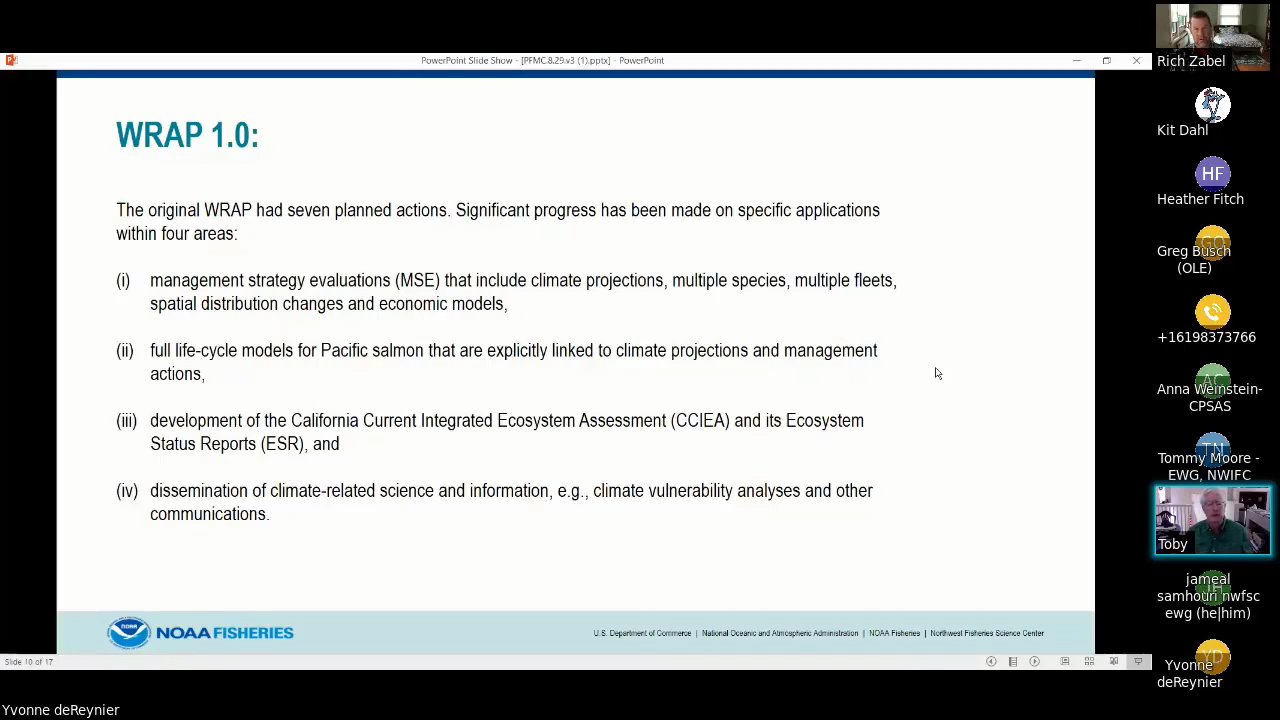 PowerPoint Slide Show - [PFMC.8.29.v3 (1).pptx] - PowerPoint
WRAP 1.0:
The original WRAP had seven planned actions. Significant progress has been made on specific applications
within four areas:
(i) management strategy evaluations (MSE) that include climate projections, multiple species, multiple fleets,
spatial distribution changes and economic models,
(ii) full life-cycle models for Pacific salmon that are explicitly linked to climate projections and management
actions,
(iii) development of the California Current Integrated Ecosystem Assessment (CCIEA) and its Ecosystem
Status Reports (ESR), and
(iv) dissemination of climate-related science and information, e.g., climate vulnerability analyses and other
communications.
NOAA
NOAA FISHERIES
U.S. Department of Commerce | National Oceanic and Atmospheric Administration | NOAA Fisheries | Northwest Fisheries Science Center
Slide 10 of 17
Yvonne deReynier
Rich Zabel
Kit Dahl
HF
Heather Fitch
GO
Greg Busch
(OLE)
+16198373766
AC
Anna Weinstein-
CPSAS
TN
Tommy Moore -
EWG, NWIFC
Toby
JH
jameal
samhouri nwfsc
ewg (he|him)
YD
Yvonne
deReynier